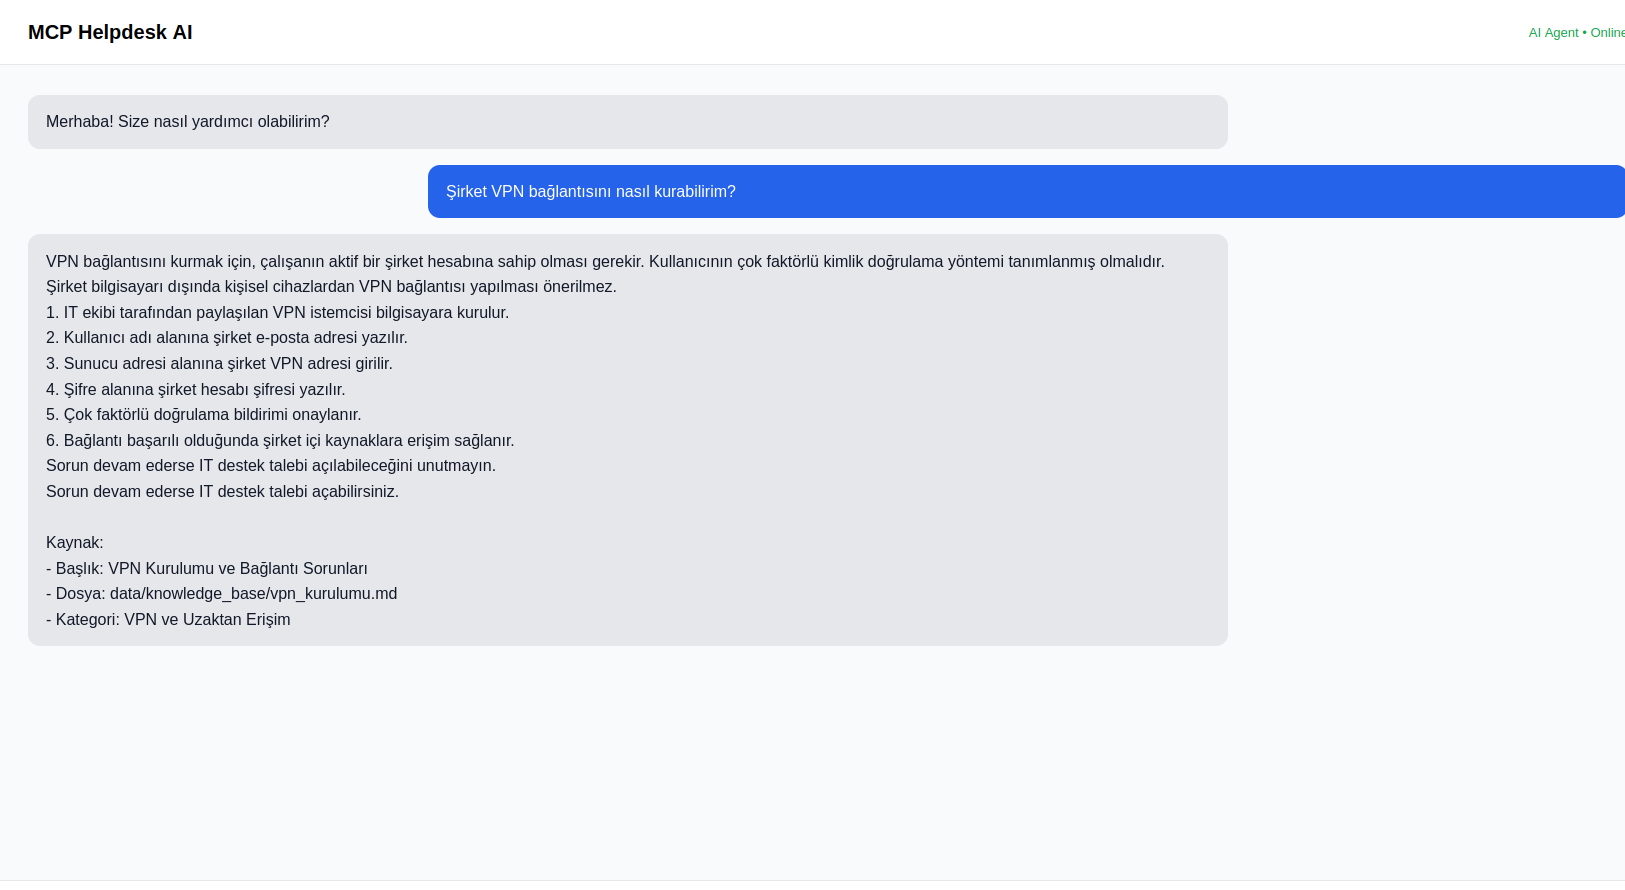 MCP Helpdesk AI
AI Agent • Online
Merhaba! Size nasıl yardımcı olabilirim?
Şirket VPN bağlantısını nasıl kurabilirim?
VPN bağlantısını kurmak için, çalışanın aktif bir şirket hesabına sahip olması gerekir. Kullanıcının çok faktörlü kimlik doğrulama yöntemi tanımlanmış olmalıdır.
Şirket bilgisayarı dışında kişisel cihazlardan VPN bağlantısı yapılması önerilmez.
1. IT ekibi tarafından paylaşılan VPN istemcisi bilgisayara kurulur.
2. Kullanıcı adı alanına şirket e-posta adresi yazılır.
3. Sunucu adresi alanına şirket VPN adresi girilir.
4. Şifre alanına şirket hesabı şifresi yazılır.
5. Çok faktörlü doğrulama bildirimi onaylanır.
6. Bağlantı başarılı olduğunda şirket içi kaynaklara erişim sağlanır.
Sorun devam ederse IT destek talebi açılabileceğini unutmayın.
Sorun devam ederse IT destek talebi açabilirsiniz.
Kaynak:
- Başlık: VPN Kurulumu ve Bağlantı Sorunları
- Dosya: data/knowledge_base/vpn_kurulumu.md
- Kategori: VPN ve Uzaktan Erişim